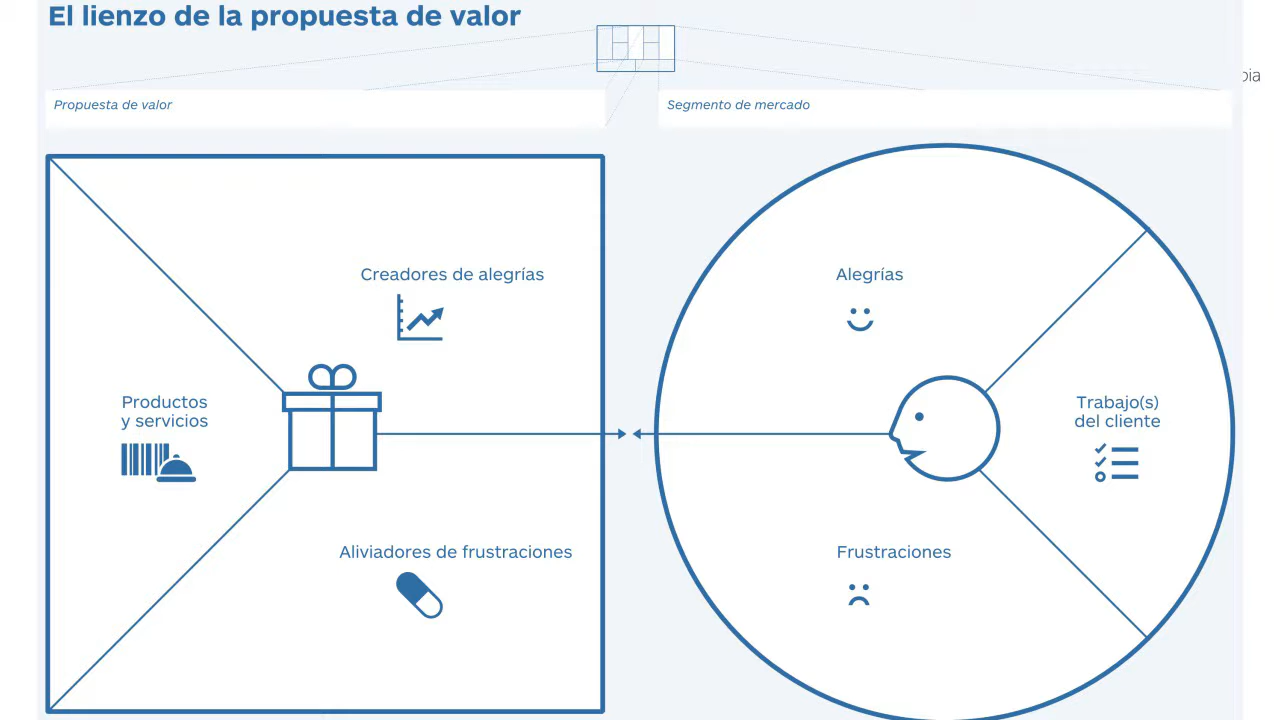 El lienzo de la propuesta de valor
Propuesta de valor
Segmento de mercado
Creadores de alegrías
Productos
y servicios
Aliviadores de frustraciones
Alegrías
Trabajo(s)
del cliente
Frustraciones